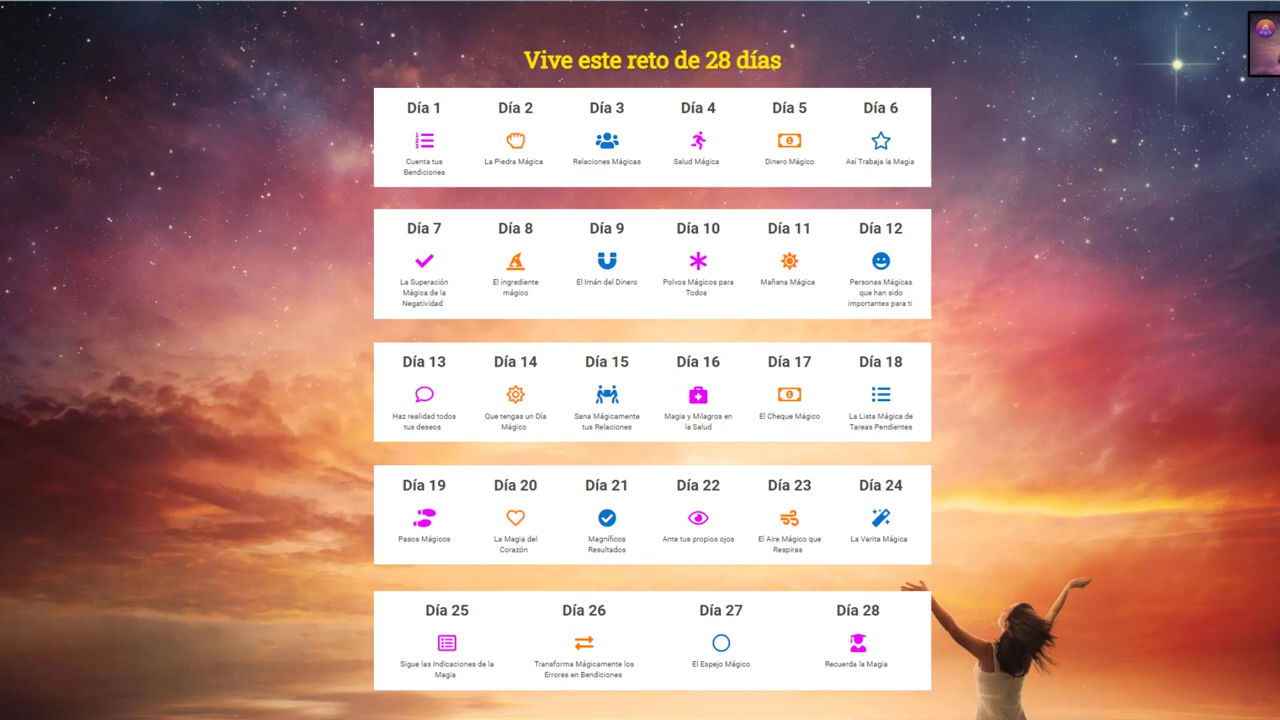 Vive este reto de 28 días
Día 1
Día 2
Día 3
Día 4
Día 5
Día 6
Cuenta tus
Bendiciones
La Piedra Mágica
Relaciones Mágicas
Salud Mágica
Dinero Mágico
Así Trabaja la Magia
Día 7
Día 8
Día 9
Día 10
Día 11
Día 12
La Superación
Mágica de la
Negatividad
El ingrediente
mágico
El Imán del Dinero
Polvos Mágicos para
Todos
Mañana Mágica
Personas Mágicas
que han sido
importantes para ti
Día 13
Día 14
Día 15
Día 16
Día 17
Día 18
Haz realidad todos
tus deseos
Que tengas un Día
Mágico
Sana Mágicamente
tus Relaciones
Magia y Milagros en
la Salud
El Cheque Mágico
La Lista Mágica de
Tareas Pendientes
Día 19
Día 20
Día 21
Día 22
Día 23
Día 24
Pasos Mágicos
La Magia del
Corazón
Magníficos
Resultados
Ante tus propios ojos
El Aire Mágico que
Respiras
La Varita Mágica
Día 25
Día 26
Día 27
Día 28
Sigue las Indicaciones de la
Magia
Transforma Mágicamente los
Errores en Bendiciones
El Espejo Mágico
Recuerda la Magia